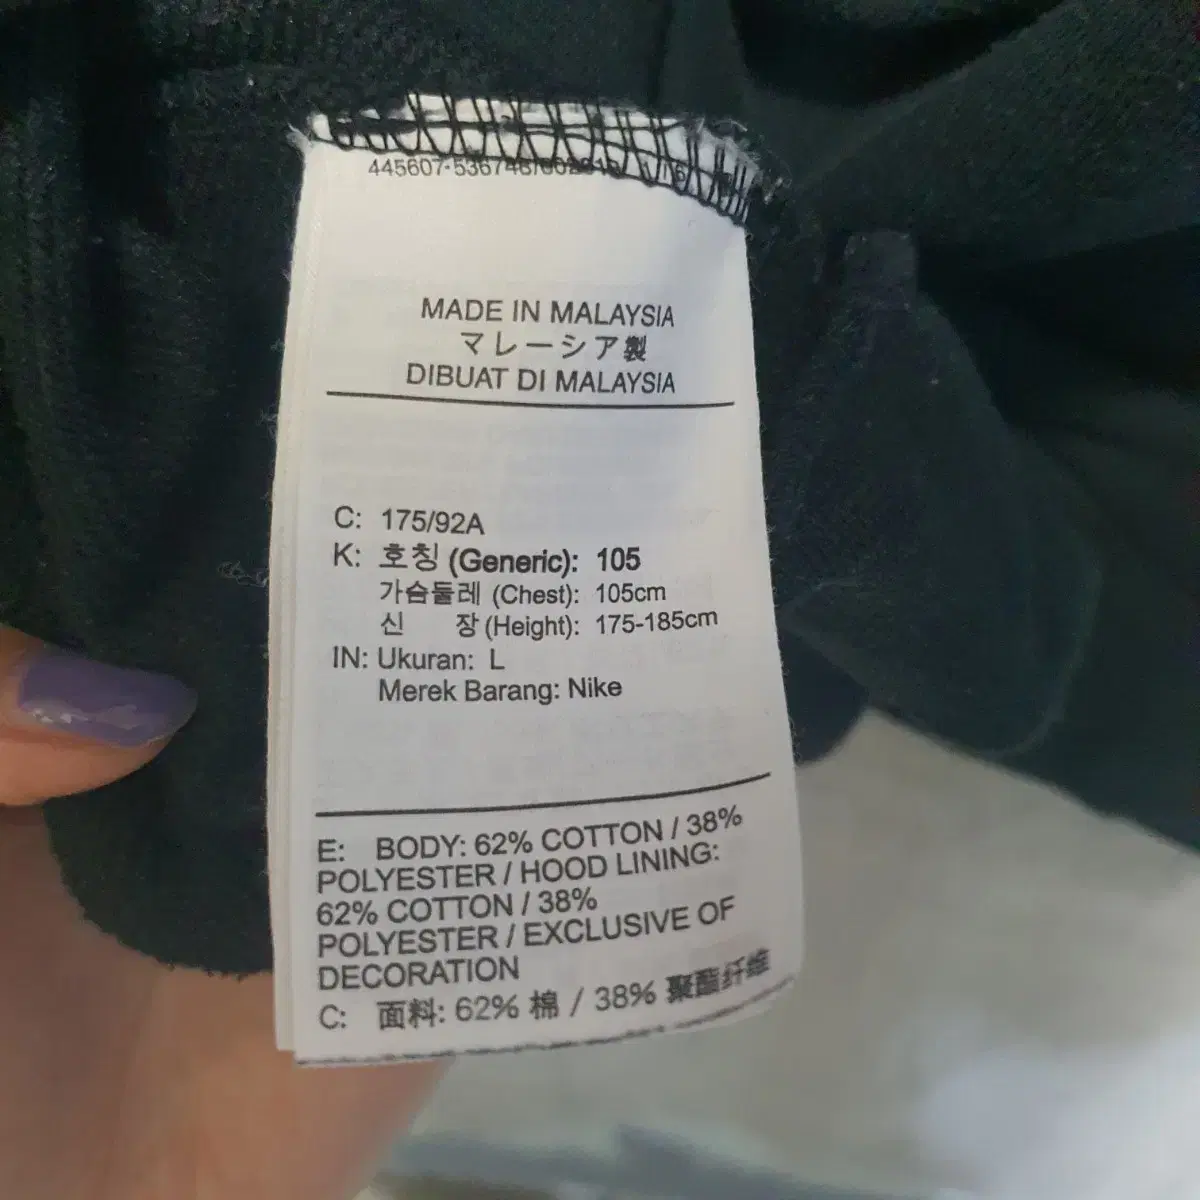 MADE IN MALAYSIA
マレーシア製
DIBUAT DI MALAYSIA
C: 175/92A
K: 호칭 (Generic): 105
가슴둘레 (Chest): 105cm
신 장 (Height): 175-185cm
IN: Ukuran: L
Merek Barang: Nike
E: BODY: 62% COTTON / 38%
POLYESTER / HOOD LINING:
62% COTTON / 38%
POLYESTER / EXCLUSIVE OF
DECORATION
C: 面料: 62% 棉 / 38% 聚酯纤维